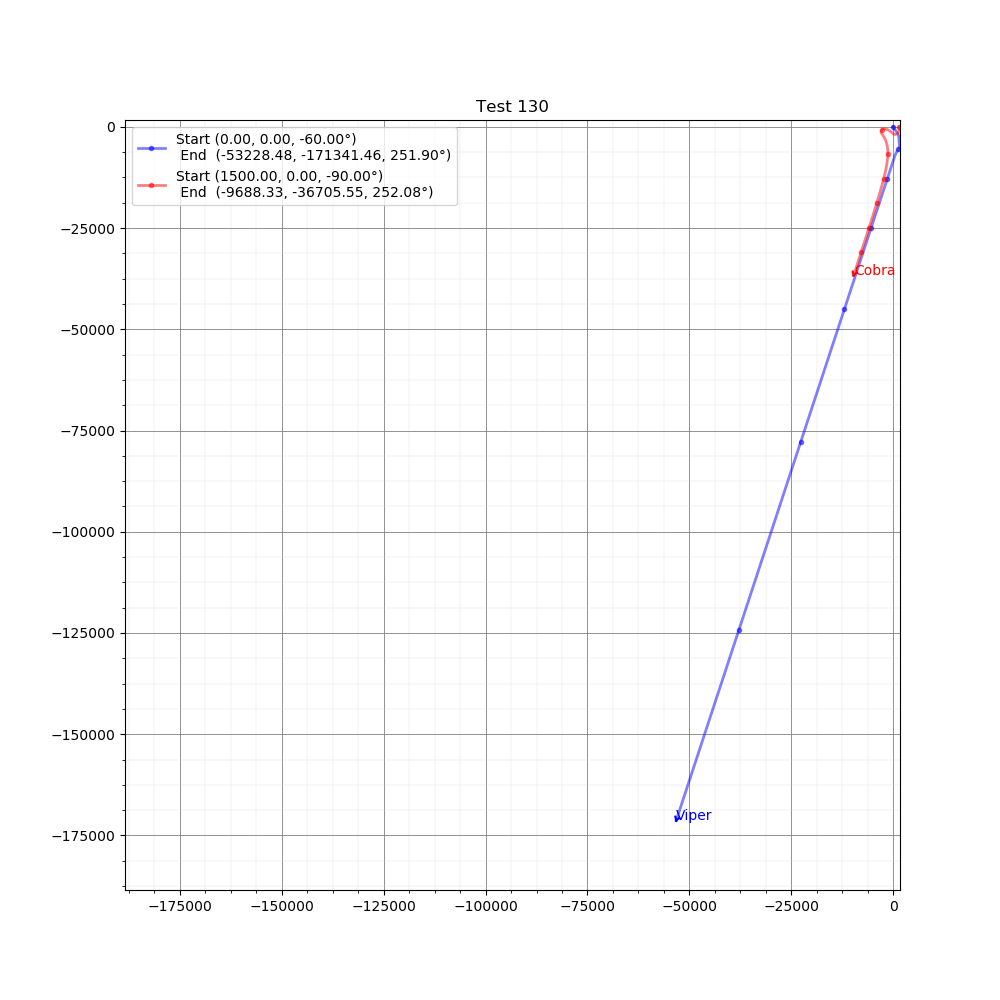 Test 130
Start (0.00, 0.00, -60.00°)
End (-53228.48, -171341.46, 251.90°)
Start (1500.00, 0.00, -90.00°)
End (-9688.33, -36705.55, 252.08°)
0
−25000
−50000
−75000
−100000
−125000
−150000
−175000
Cobra
Viper
−175000 −150000 −125000 −100000 −75000 −50000 −25000 0